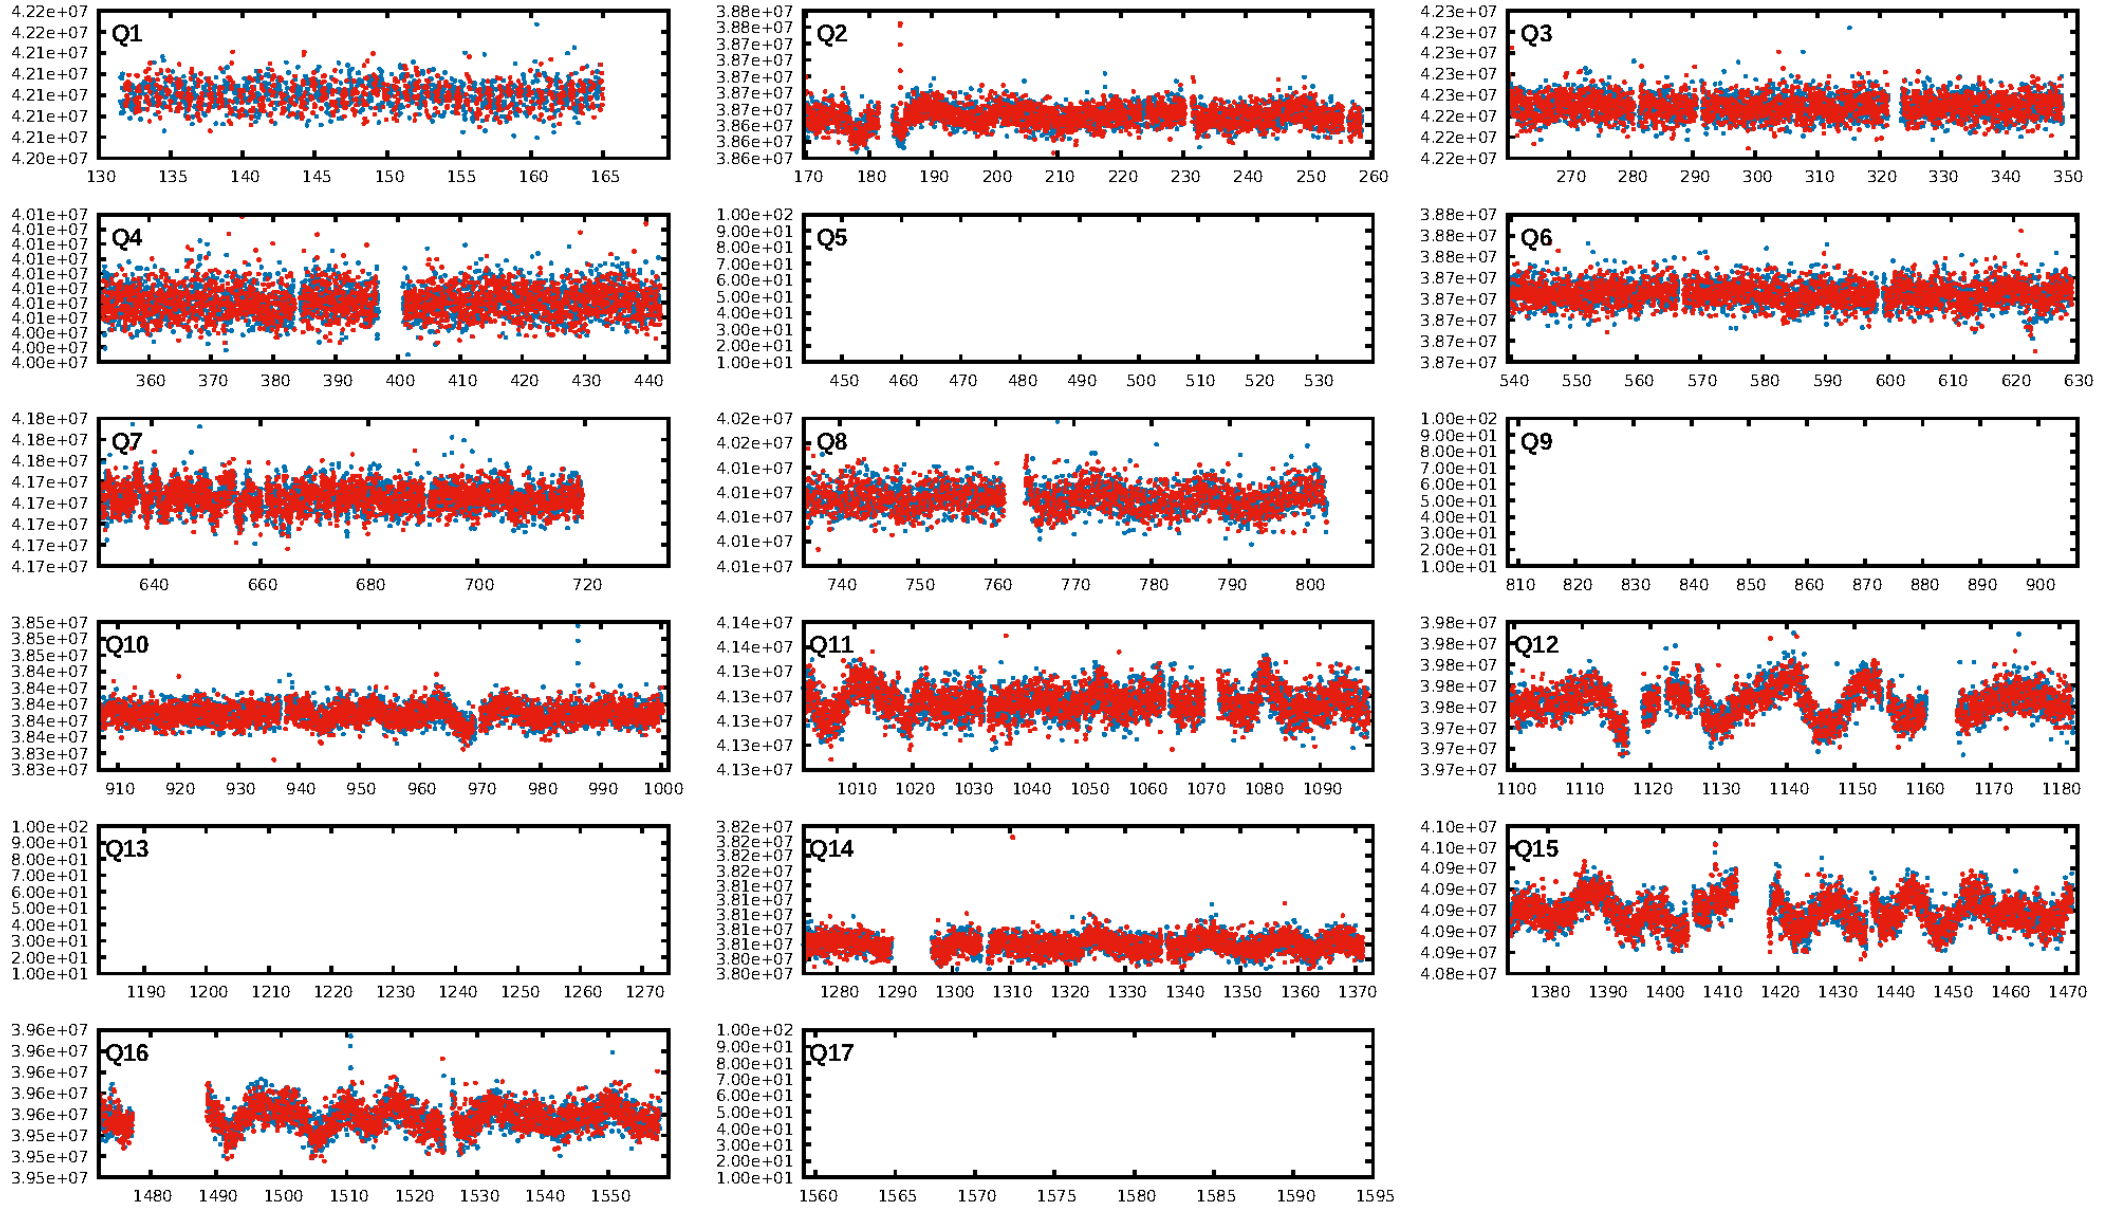 4.22e+07
4.22e+07
4.21e+07
4.21e+07
4.21e+07
4.21e+07
4.21e+07
4.20e+07
Q1
130 135 140 145 150 155 160 165
3.88e+07
3.88e+07
3.87e+07
3.87e+07
3.87e+07
3.87e+07
3.87e+07
3.86e+07
3.86e+07
3.86e+07
Q2
170 180 190 200 210 220 230 240 250 260
4.23e+07
4.23e+07
4.23e+07
4.23e+07
4.23e+07
4.22e+07
4.22e+07
4.22e+07
Q3
270 280 290 300 310 320 330 340 350
4.01e+07
4.01e+07
4.01e+07
4.01e+07
4.01e+07
4.01e+07
4.01e+07
4.01e+07
4.00e+07
4.00e+07
4.00e+07
Q4
360 370 380 390 400 410 420 430 440
1.00e+02
9.00e+01
8.00e+01
7.00e+01
6.00e+01
5.00e+01
4.00e+01
3.00e+01
2.00e+01
1.00e+01
Q5
450 460 470 480 490 500 510 520 530
3.88e+07
3.88e+07
3.88e+07
3.87e+07
3.87e+07
3.87e+07
3.87e+07
3.87e+07
Q6
540 550 560 570 580 590 600 610 620 630
4.18e+07
4.18e+07
4.18e+07
4.17e+07
4.17e+07
4.17e+07
4.17e+07
4.17e+07
Q7
640 660 680 700 720
4.02e+07
4.02e+07
4.01e+07
4.01e+07
4.01e+07
4.01e+07
4.01e+07
Q8
740 750 760 770 780 790 800
1.00e+02
9.00e+01
8.00e+01
7.00e+01
6.00e+01
5.00e+01
4.00e+01
3.00e+01
2.00e+01
1.00e+01
Q9
810 820 830 840 850 860 870 880 890 900
3.85e+07
3.85e+07
3.85e+07
3.84e+07
3.84e+07
3.84e+07
3.84e+07
3.84e+07
3.83e+07
3.83e+07
Q10
910 920 930 940 950 960 970 980 990 1000
4.14e+07
4.14e+07
4.13e+07
4.13e+07
4.13e+07
4.13e+07
4.13e+07
Q11
1010 1020 1030 1040 1050 1060 1070 1080 1090
3.98e+07
3.98e+07
3.98e+07
3.98e+07
3.98e+07
3.97e+07
3.97e+07
3.97e+07
Q12
1100 1110 1120 1130 1140 1150 1160 1170 1180
1.00e+02
9.00e+01
8.00e+01
7.00e+01
6.00e+01
5.00e+01
4.00e+01
3.00e+01
2.00e+01
1.00e+01
Q13
1190 1200 1210 1220 1230 1240 1250 1260 1270
3.82e+07
3.82e+07
3.82e+07
3.82e+07
3.81e+07
3.81e+07
3.81e+07
3.81e+07
3.81e+07
3.80e+07
3.80e+07
Q14
1280 1290 1300 1310 1320 1330 1340 1350 1360 1370
4.10e+07
4.10e+07
4.09e+07
4.09e+07
4.09e+07
4.09e+07
4.09e+07
4.08e+07
Q15
1380 1390 1400 1410 1420 1430 1440 1450 1460 1470
3.96e+07
3.96e+07
3.96e+07
3.96e+07
3.96e+07
3.95e+07
3.95e+07
3.95e+07
Q16
1480 1490 1500 1510 1520 1530 1540 1550
1.00e+02
9.00e+01
8.00e+01
7.00e+01
6.00e+01
5.00e+01
4.00e+01
3.00e+01
2.00e+01
1.00e+01
Q17
1560 1565 1570 1575 1580 1585 1590 1595